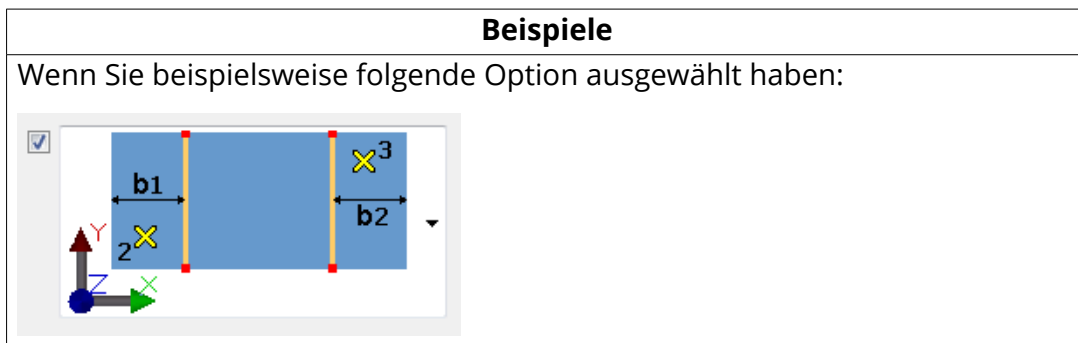 Beispiele
Wenn Sie beispielsweise folgende Option ausgewählt haben:
3
b1
b2
2
Y
Z X